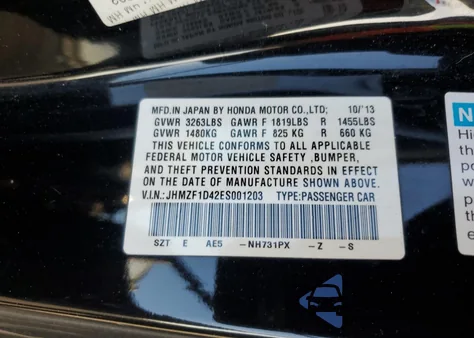 MFD.IN JAPAN BY HONDA MOTOR CO.,LTD; 10/'13
GVWR 3263LBS GAWR F 1819LBS R 1455LBS
GVWR 1480KG GAWR F 825 KG R 660 KG
THIS VEHICLE CONFORMS TO ALL APPLICABLE
FEDERAL MOTOR VEHICLE SAFETY ,BUMPER,
AND THEFT PREVENTION STANDARDS IN EFFECT
ON THE DATE OF MANUFACTURE SHOWN ABOVE.
V.I.N.: JHMZF1D42ES001203 TYPE:PASSENGER CAR
SZT E AE5 -NH731PX -Z -S